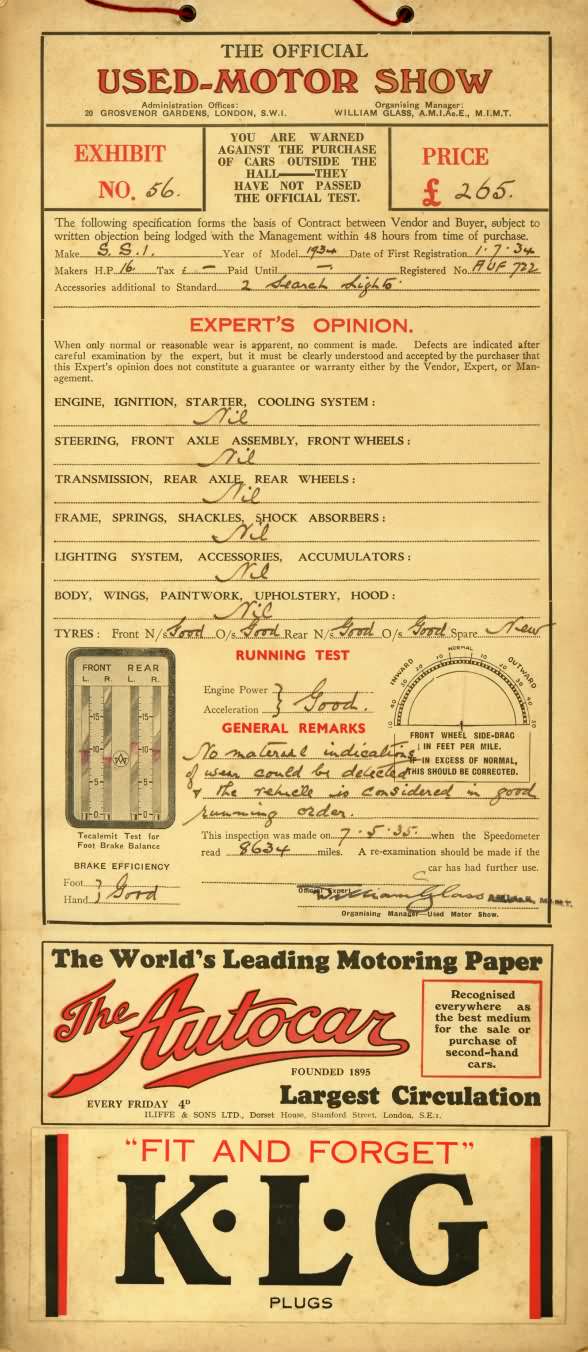 THE OFFICIAL
USED-MOTOR SHOW
Administration Offices:
20 GROSVENOR GARDENS, LONDON, S.W.1.
Organising Manager:
WILLIAM GLASS, A.M.I.Ae.E., M.I.M.T.
EXHIBIT
NO. 56.
YOU ARE WARNED
AGAINST THE PURCHASE
OF CARS OUTSIDE THE
HALL—THEY
HAVE NOT PASSED
THE OFFICIAL TEST.
PRICE
£ 265.
The following specification forms the basis of Contract between Vendor and Buyer, subject to
written objection being lodged with the Management within 48 hours from time of purchase.
Make S.S.1. Year of Model 1934 Date of First Registration 1.7.34
Makers H.P. 16. Tax £ — Paid Until — Registered No. AUF 722
Accessories additional to Standard 2 Search Lights
EXPERT'S OPINION.
When only normal or reasonable wear is apparent, no comment is made. Defects are indicated after
careful examination by the expert, but it must be clearly understood and accepted by the purchaser that
this Expert's opinion does not constitute a guarantee or warranty either by the Vendor, Expert, or Man-
agement.
ENGINE, IGNITION, STARTER, COOLING SYSTEM:
Nil
STEERING, FRONT AXLE ASSEMBLY, FRONT WHEELS:
Nil
TRANSMISSION, REAR AXLE, REAR WHEELS:
Nil
FRAME, SPRINGS, SHACKLES, SHOCK ABSORBERS:
Nil
LIGHTING SYSTEM, ACCESSORIES, ACCUMULATORS:
Nil
BODY, WINGS, PAINTWORK, UPHOLSTERY, HOOD:
Nil
TYRES: Front N/s Good O/s Good Rear N/s Good O/s Good Spare New
FRONT REAR
L. R. L. R.
15 15
10 10
5 5
0 0
Tecalemit Test for
Foot Brake Balance
BRAKE EFFICIENCY
Foot
Hand } Good
RUNNING TEST
Engine Power
Acceleration } Good.
INWARD NORMAL OUTWARD
FRONT WHEEL SIDE-DRAG
IN FEET PER MILE.
IF IN EXCESS OF NORMAL,
THIS SHOULD BE CORRECTED.
GENERAL REMARKS
No material indications
of wear could be detected
& the vehicle is considered in good
running order.
This inspection was made on 7.5.35. when the Speedometer
read 8634 miles. A re-examination should be made if the
car has had further use.
Official Expert
William Glass
Organising Manager Used Motor Show.
The World's Leading Motoring Paper
The Autocar
FOUNDED 1895
EVERY FRIDAY 4D
Recognised
everywhere as
the best medium
for the sale or
purchase of
second-hand
cars.
Largest Circulation
ILIFFE & SONS LTD., Dorset House, Stamford Street, London, S.E.1.
"FIT AND FORGET"
K·L·G
PLUGS